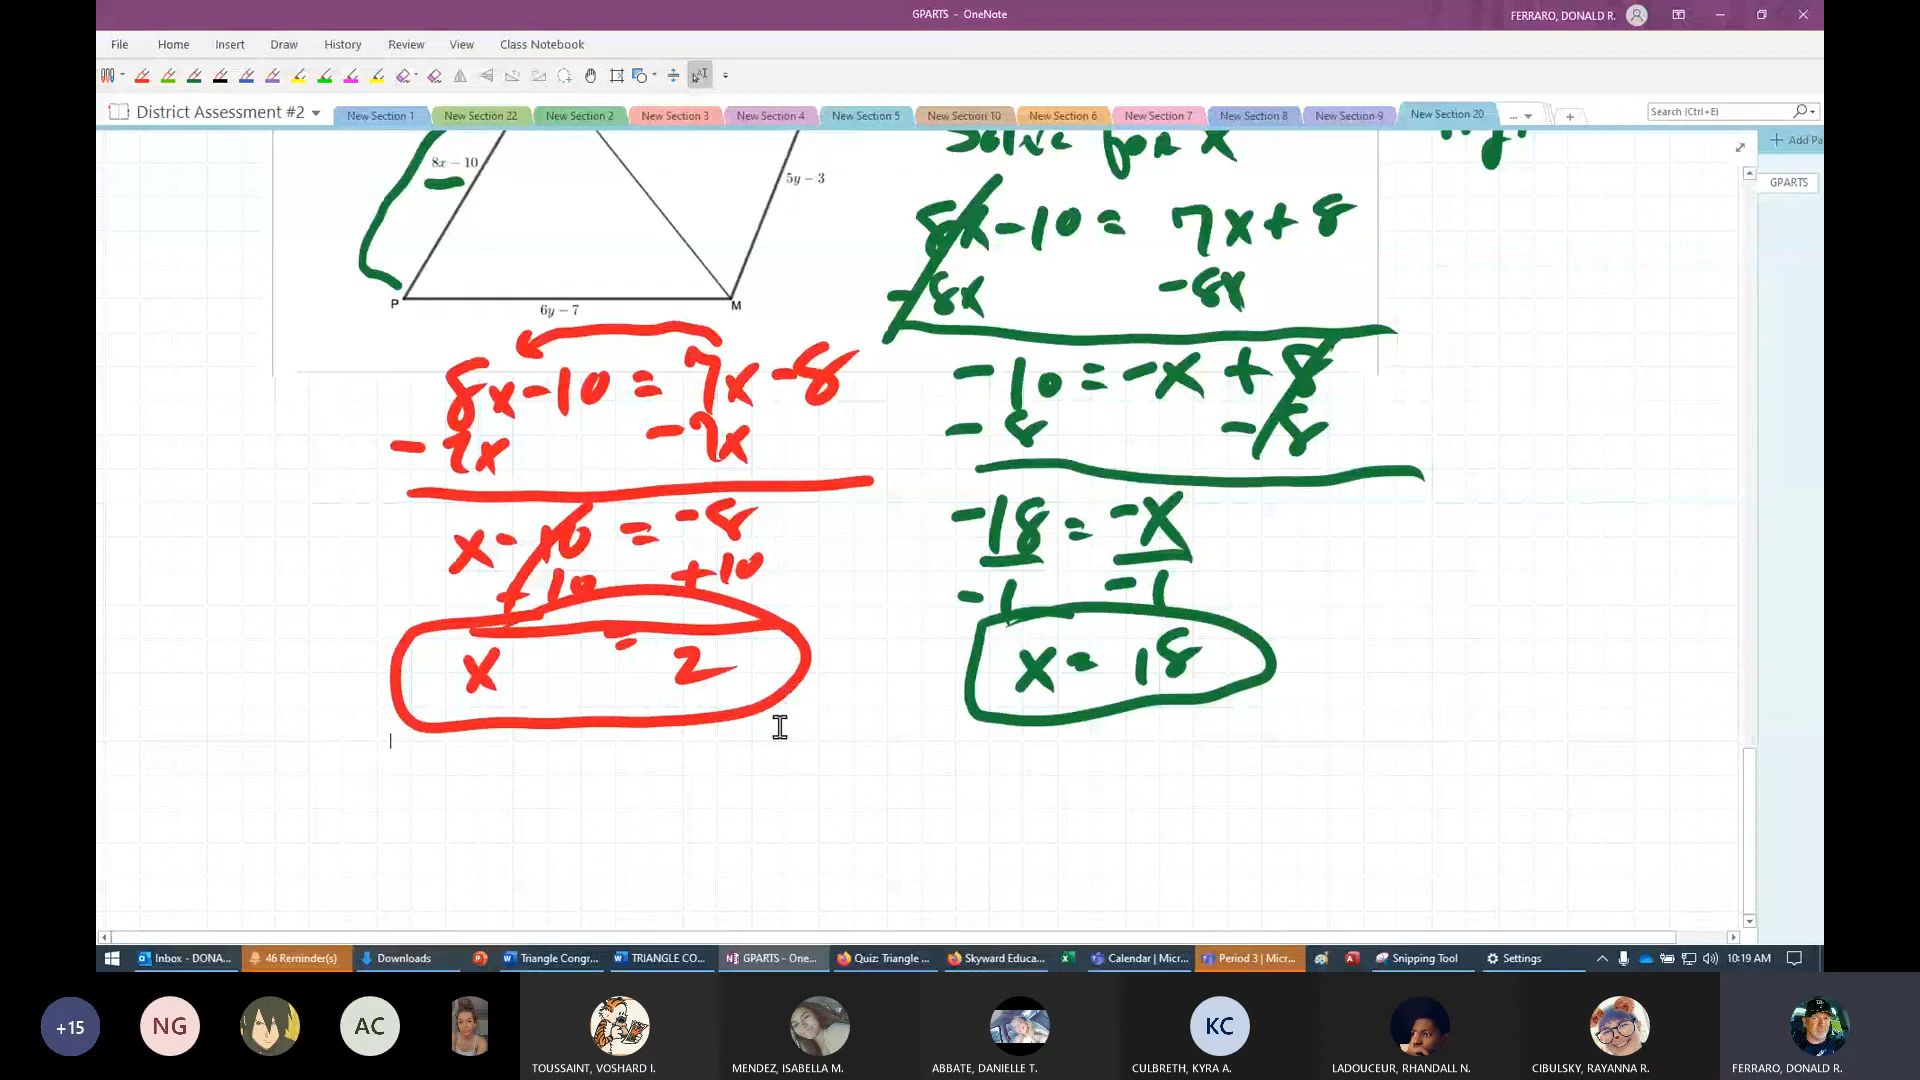 GPARTS - OneNote
FERRARO, DONALD R.
File Home Insert Draw History Review View Class Notebook
District Assessment #2
New Section 1 New Section 22 New Section 2 New Section 3 New Section 4 New Section 5 New Section 10 New Section 6 New Section 7 New Section 8 New Section 9 New Section 20 ...
Search (Ctrl+E)
Add Pa
GPARTS
Solve for x
8x − 10
5y − 3
P
M
6y − 7
8x-10 = 7x+8
-8x -8x
-10 = -x + 8
-8 -8
-18 = -x
-1 -1
x = 18
8x-10 = 7x-8
-7x -7x
x-10 = -8
+10 +10
x = 2
Inbox - DONA... 46 Reminder(s) Downloads Triangle Congr... TRIANGLE CO... GPARTS - One... Quiz: Triangle ... Skyward Educa... Calendar | Micr... Period 3 | Micr... Snipping Tool Settings 10:19 AM
+15 NG AC KC
TOUSSAINT, VOSHARD I. MENDEZ, ISABELLA M. ABBATE, DANIELLE T. CULBRETH, KYRA A. LADOUCEUR, RHANDALL N. CIBULSKY, RAYANNA R. FERRARO, DONALD R.